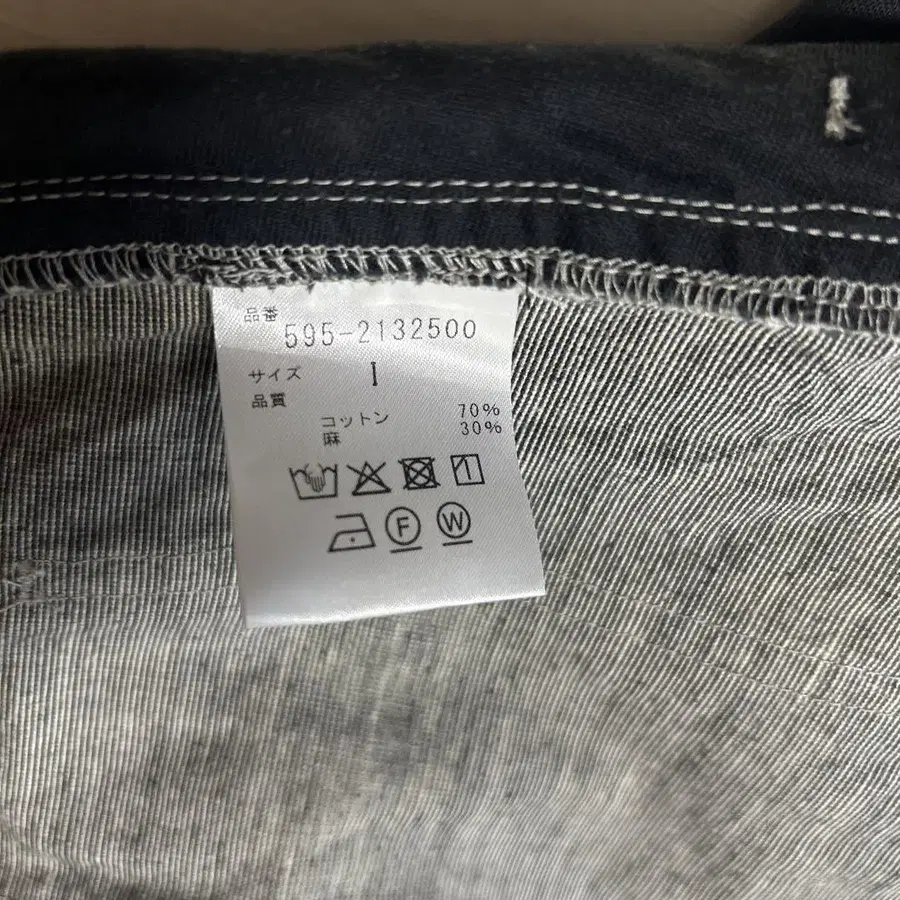 品番
595-2132500
サイズ I
品質
コットン 70%
麻 30%
F W